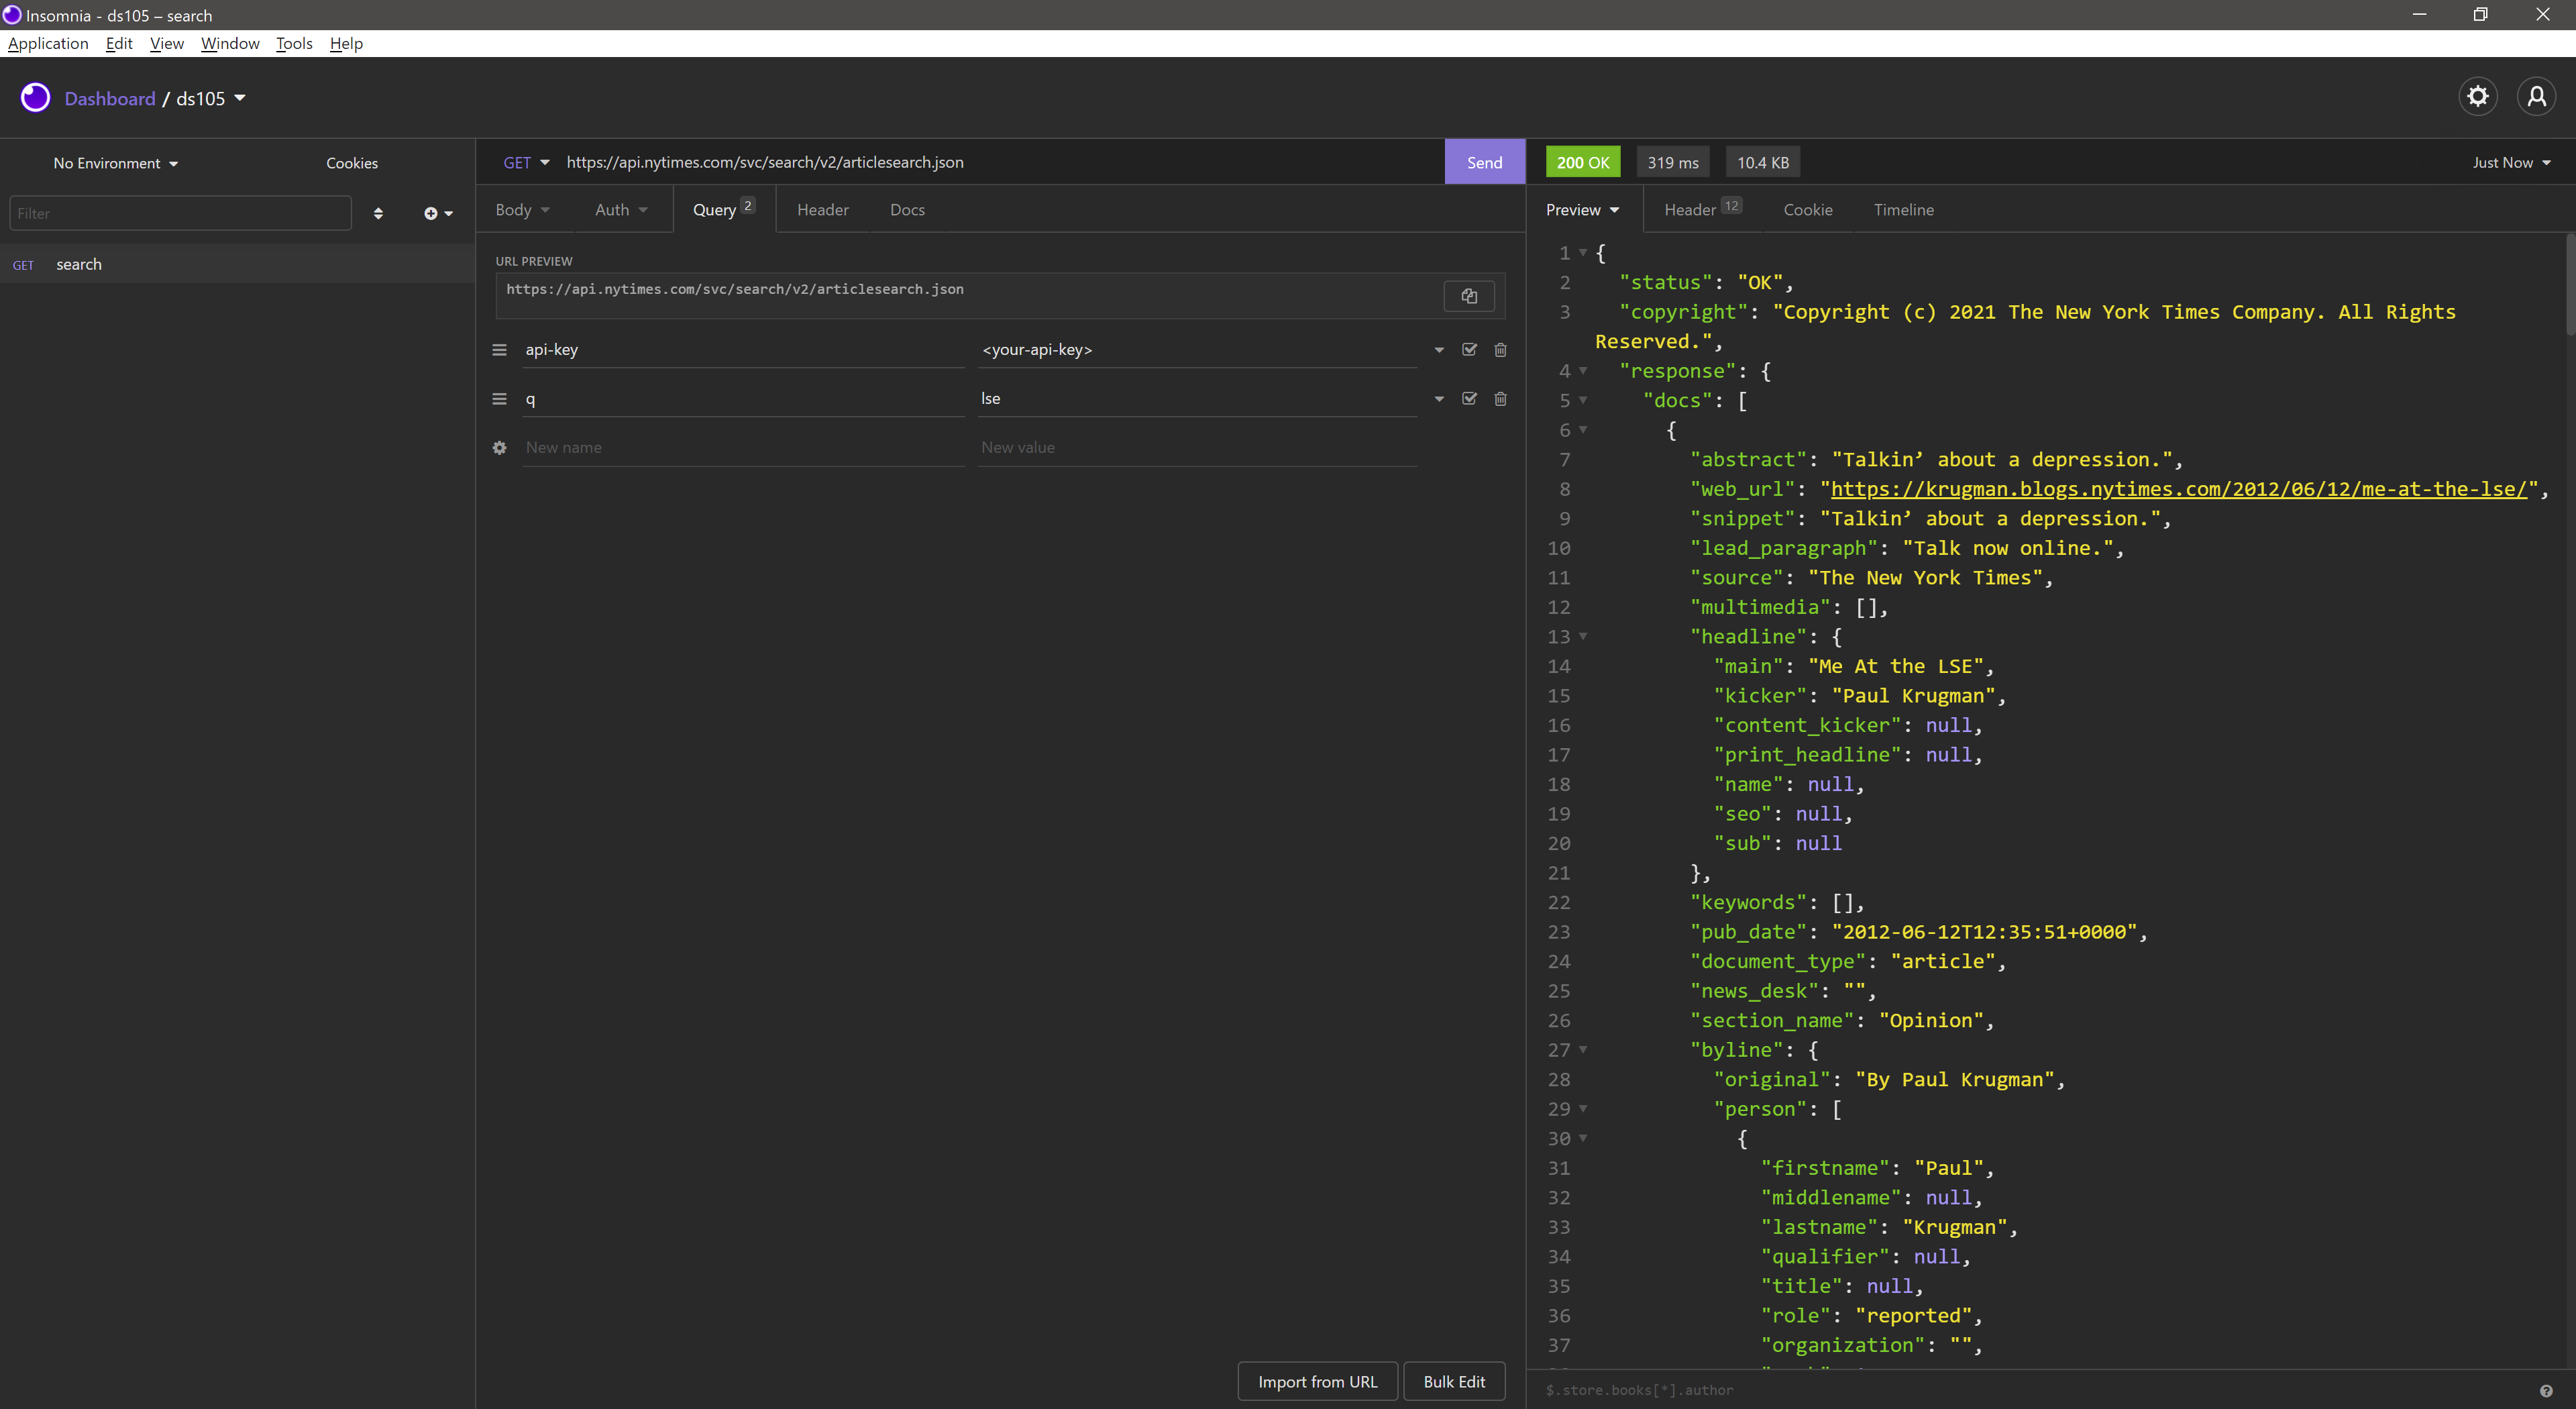 Insomnia - ds105 – search
Application Edit View Window Tools Help
Dashboard / ds105
No Environment Cookies
GET https://api.nytimes.com/svc/search/v2/articlesearch.json Send
200 OK 319 ms 10.4 KB Just Now
Filter
Body Auth Query 2 Header Docs
Preview Header 12 Cookie Timeline
GET search
URL PREVIEW
https://api.nytimes.com/svc/search/v2/articlesearch.json
api-key <your-api-key>
q lse
New name New value
Import from URL Bulk Edit
1 {
2 "status": "OK",
3 "copyright": "Copyright (c) 2021 The New York Times Company. All Rights
Reserved.",
4 "response": {
5 "docs": [
6 {
7 "abstract": "Talkin’ about a depression.",
8 "web_url": "https://krugman.blogs.nytimes.com/2012/06/12/me-at-the-lse/",
9 "snippet": "Talkin’ about a depression.",
10 "lead_paragraph": "Talk now online.",
11 "source": "The New York Times",
12 "multimedia": [],
13 "headline": {
14 "main": "Me At the LSE",
15 "kicker": "Paul Krugman",
16 "content_kicker": null,
17 "print_headline": null,
18 "name": null,
19 "seo": null,
20 "sub": null
21 },
22 "keywords": [],
23 "pub_date": "2012-06-12T12:35:51+0000",
24 "document_type": "article",
25 "news_desk": "",
26 "section_name": "Opinion",
27 "byline": {
28 "original": "By Paul Krugman",
29 "person": [
30 {
31 "firstname": "Paul",
32 "middlename": null,
33 "lastname": "Krugman",
34 "qualifier": null,
35 "title": null,
36 "role": "reported",
37 "organization": "",
$.store.books[*].author